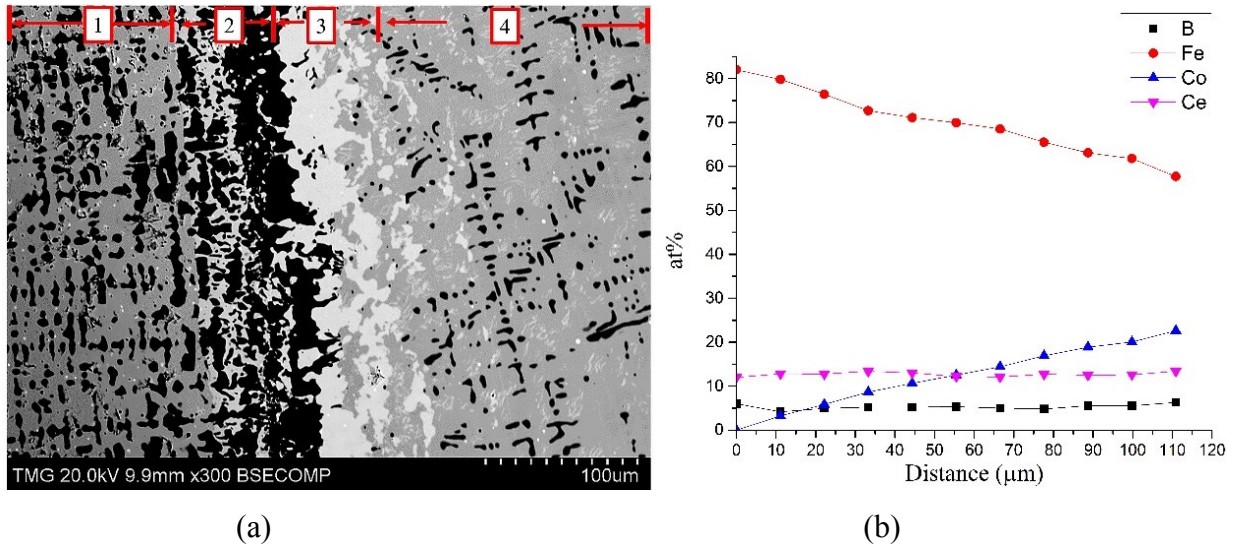 1 2 3 4
TMG 20.0kV 9.9mm x300 BSECOMP 100um
(a)
B
Fe
Co
Ce
at%
80
70
60
50
40
30
20
10
0
0 10 20 30 40 50 60 70 80 90 100 110 120
Distance (μm)
(b)